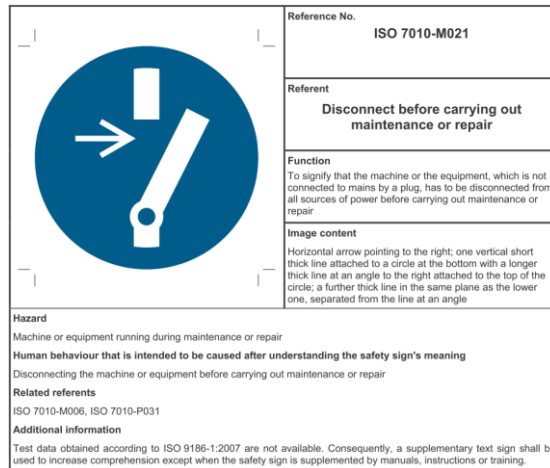 Reference No.
ISO 7010-M021
Referent
Disconnect before carrying out
maintenance or repair
Function
To signify that the machine or the equipment, which is not
connected to mains by a plug, has to be disconnected from
all sources of power before carrying out maintenance or
repair
Image content
Horizontal arrow pointing to the right; one vertical short
thick line attached to a circle at the bottom with a longer
thick line at an angle to the right attached to the top of the
circle; a further thick line in the same plane as the lower
one, separated from the line at an angle
Hazard
Machine or equipment running during maintenance or repair
Human behaviour that is intended to be caused after understanding the safety sign's meaning
Disconnecting the machine or equipment before carrying out maintenance or repair
Related referents
ISO 7010-M006, ISO 7010-P031
Additional information
Test data obtained according to ISO 9186-1:2007 are not available. Consequently, a supplementary text sign shall b
used to increase comprehension except when the safety sign is supplemented by manuals, instructions or training.